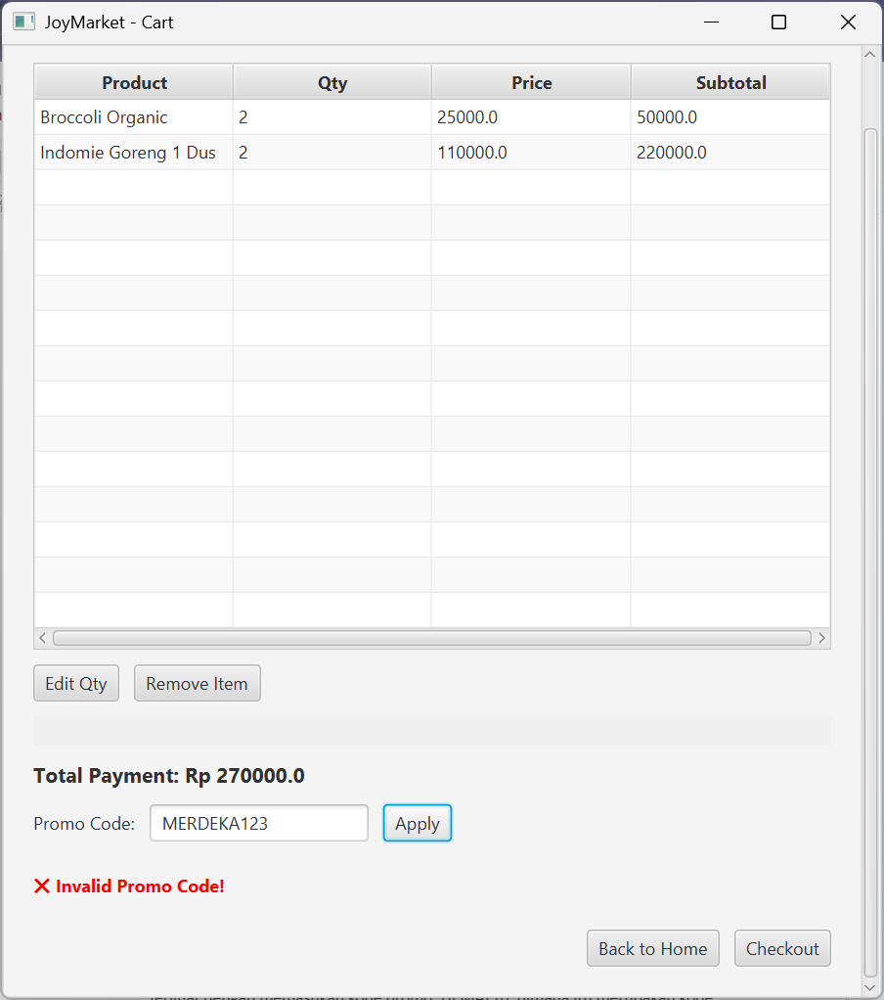 JoyMarket - Cart
Product Qty Price Subtotal
Broccoli Organic 2 25000.0 50000.0
Indomie Goreng 1 Dus 2 110000.0 220000.0
Edit Qty Remove Item
Total Payment: Rp 270000.0
Promo Code: MERDEKA123 Apply
❌ Invalid Promo Code!
Back to Home Checkout